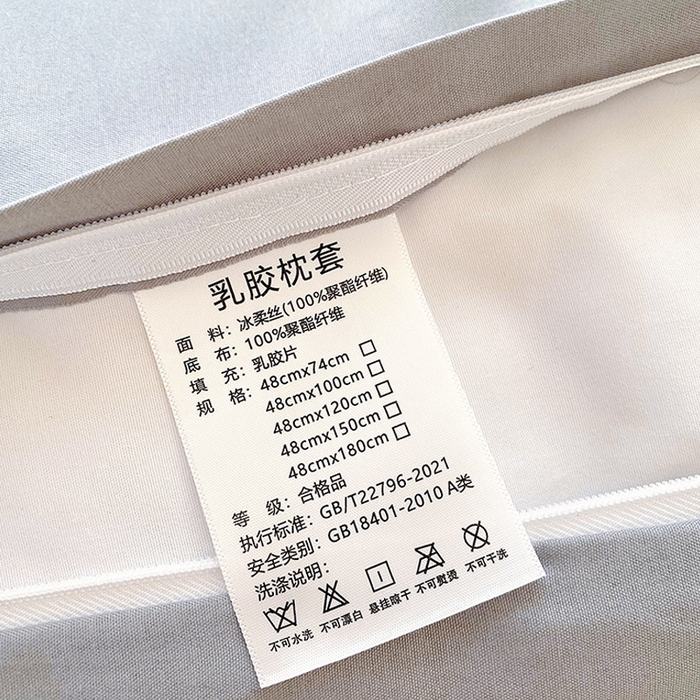 乳胶枕套
面 料：冰柔丝(100%聚酯纤维)
底 布：100%聚酯纤维
填 充：乳胶片
规 格：48cmx74cm □
48cmx100cm □
48cmx120cm □
48cmx150cm □
48cmx180cm □
等 级：合格品
执行标准：GB/T22796-2021
安全类别：GB18401-2010 A类
洗涤说明：
不可水洗 不可漂白 悬挂晾干 不可熨烫 不可干洗